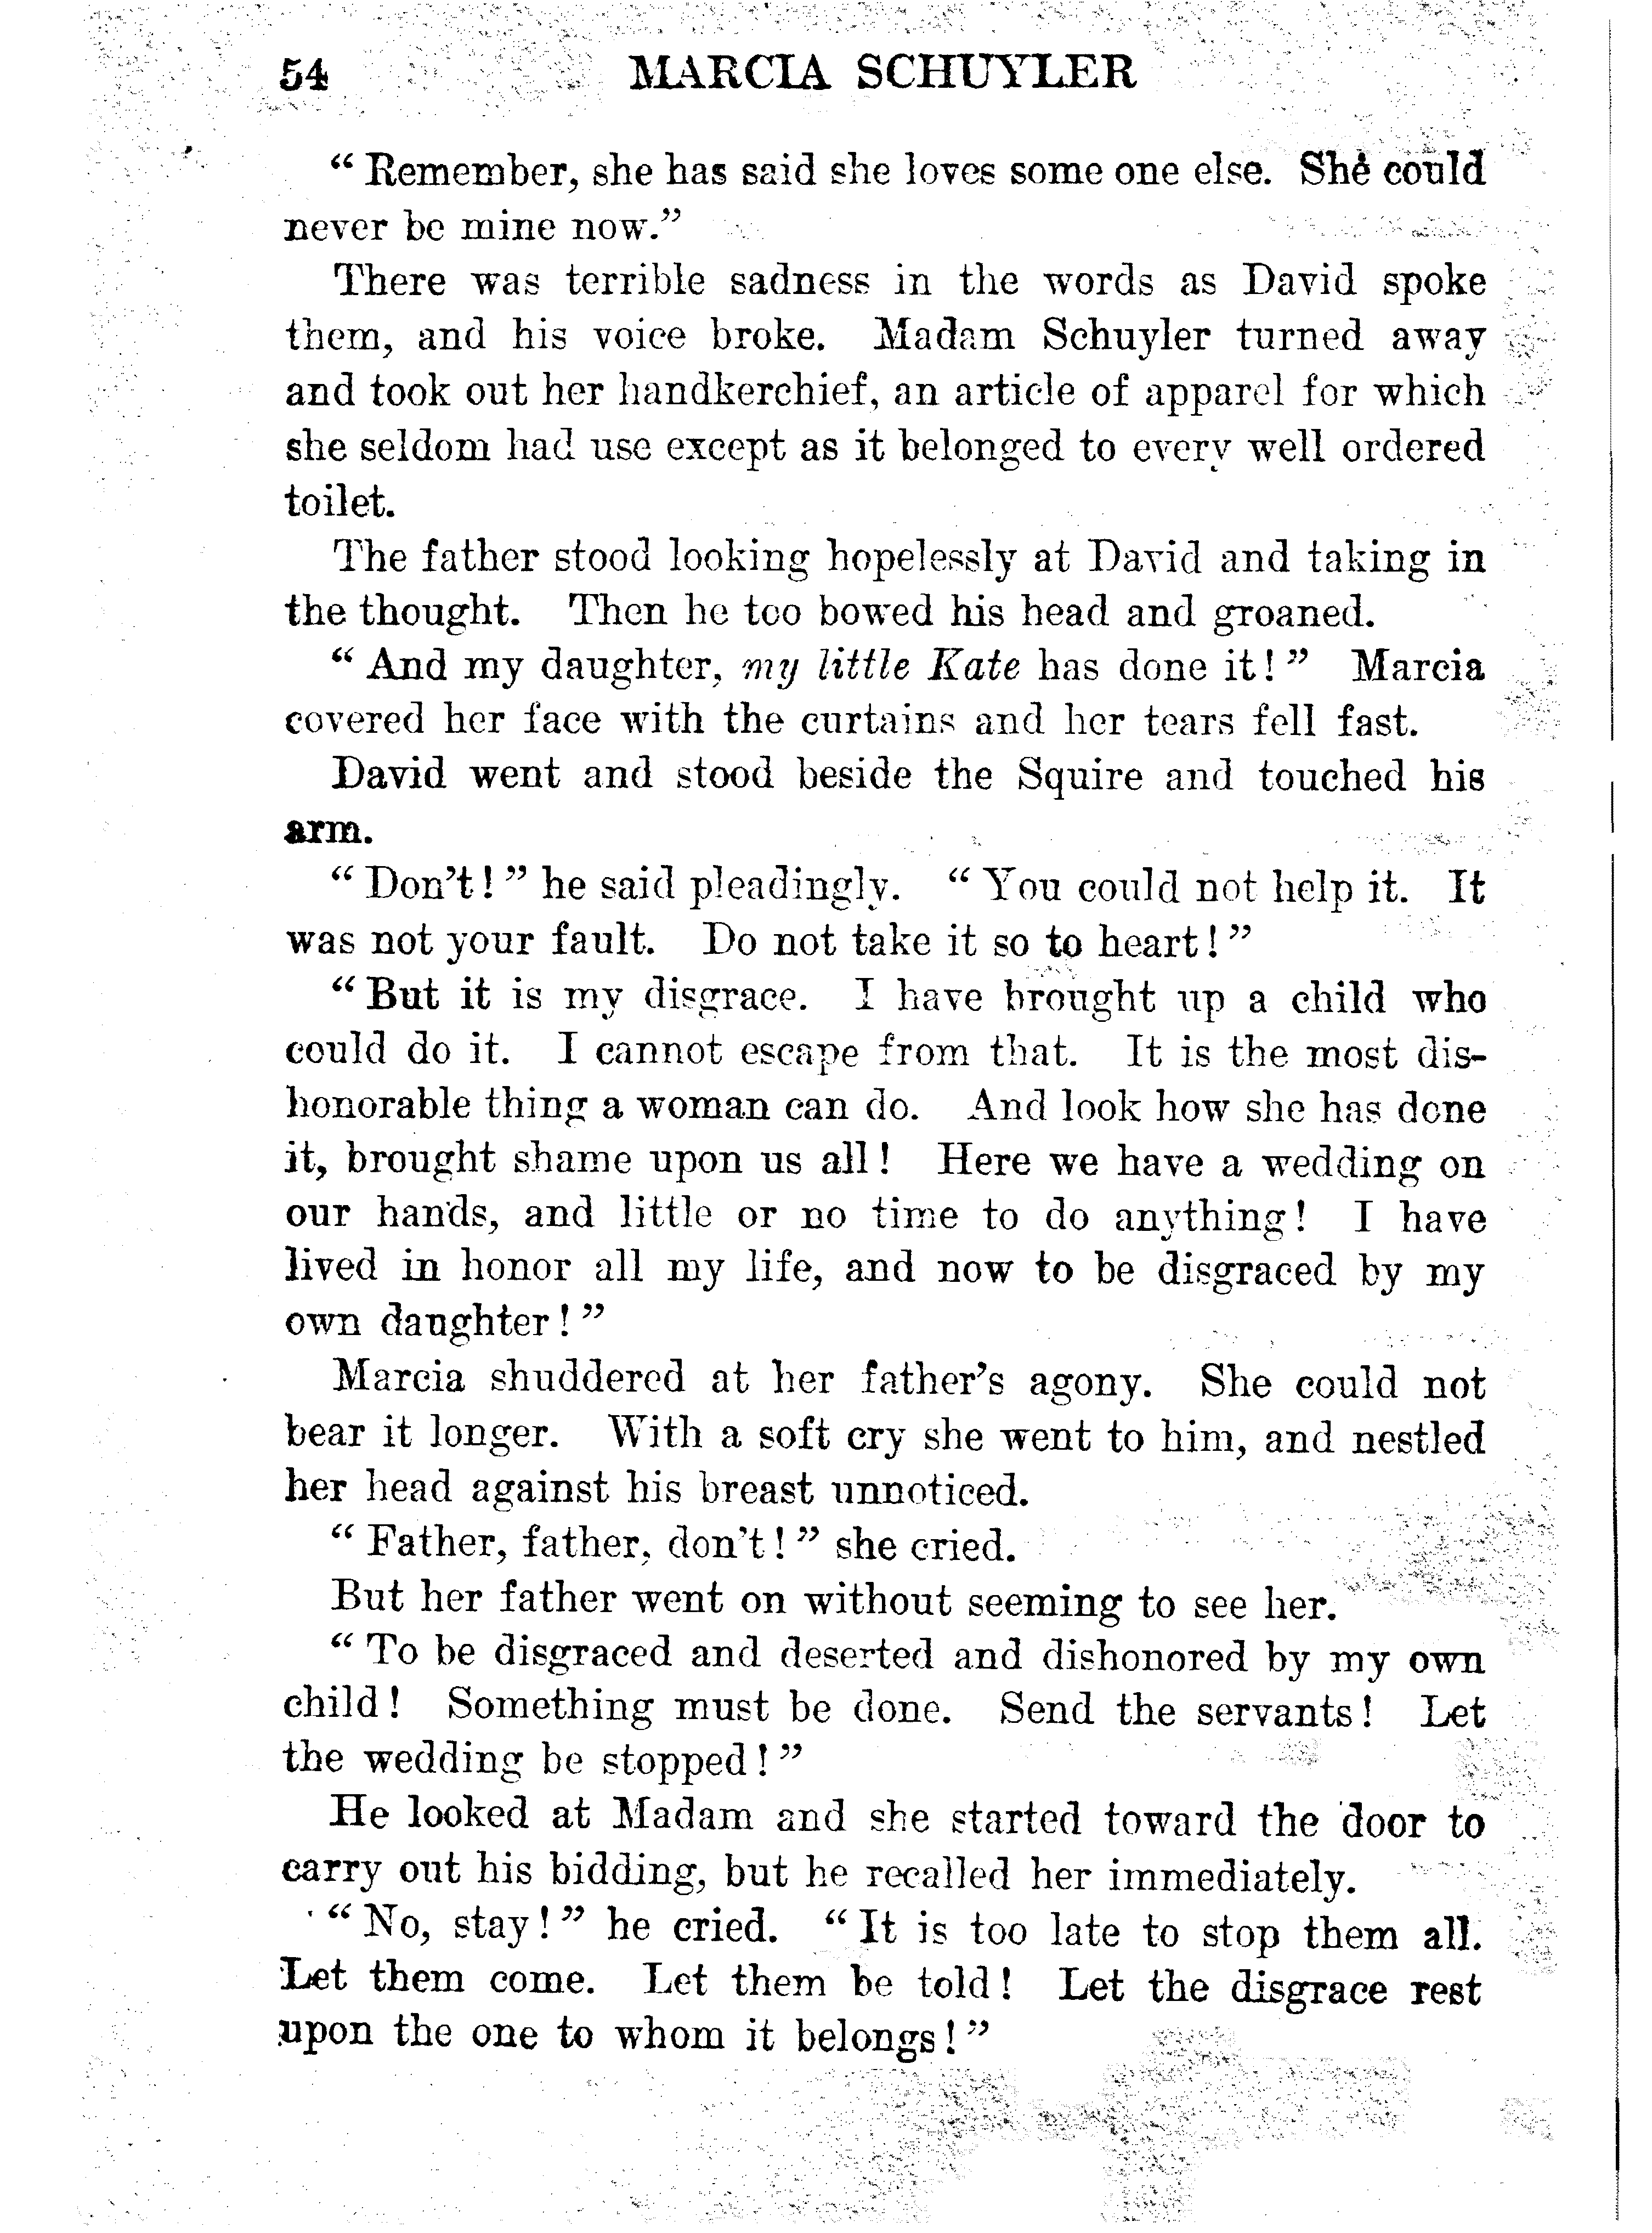 54 MARCIA SCHUYLER
“ Remember, she has said she loves some one else. She could
never be mine now.”
There was terrible sadness in the words as David spoke
them, and his voice broke. Madam Schuyler turned away
and took out her handkerchief, an article of apparel for which
she seldom had use except as it belonged to every well ordered
toilet.
The father stood looking hopelessly at David and taking in
the thought. Then he too bowed his head and groaned.
“ And my daughter, my little Kate has done it! ” Marcia
covered her face with the curtains and her tears fell fast.
David went and stood beside the Squire and touched his
arm.
“ Don’t! ” he said pleadingly. “ You could not help it. It
was not your fault. Do not take it so to heart! ”
“ But it is my disgrace. I have brought up a child who
could do it. I cannot escape from that. It is the most dis-
honorable thing a woman can do. And look how she has done
it, brought shame upon us all! Here we have a wedding on
our hands, and little or no time to do anything! I have
lived in honor all my life, and now to be disgraced by my
own daughter! ”
Marcia shuddered at her father’s agony. She could not
bear it longer. With a soft cry she went to him, and nestled
her head against his breast unnoticed.
“ Father, father, don’t! ” she cried.
But her father went on without seeming to see her.
“ To be disgraced and deserted and dishonored by my own
child! Something must be done. Send the servants! Let
the wedding be stopped! ”
He looked at Madam and she started toward the door to
carry out his bidding, but he recalled her immediately.
“ No, stay! ” he cried. “ It is too late to stop them all.
Let them come. Let them be told! Let the disgrace rest
upon the one to whom it belongs! ”